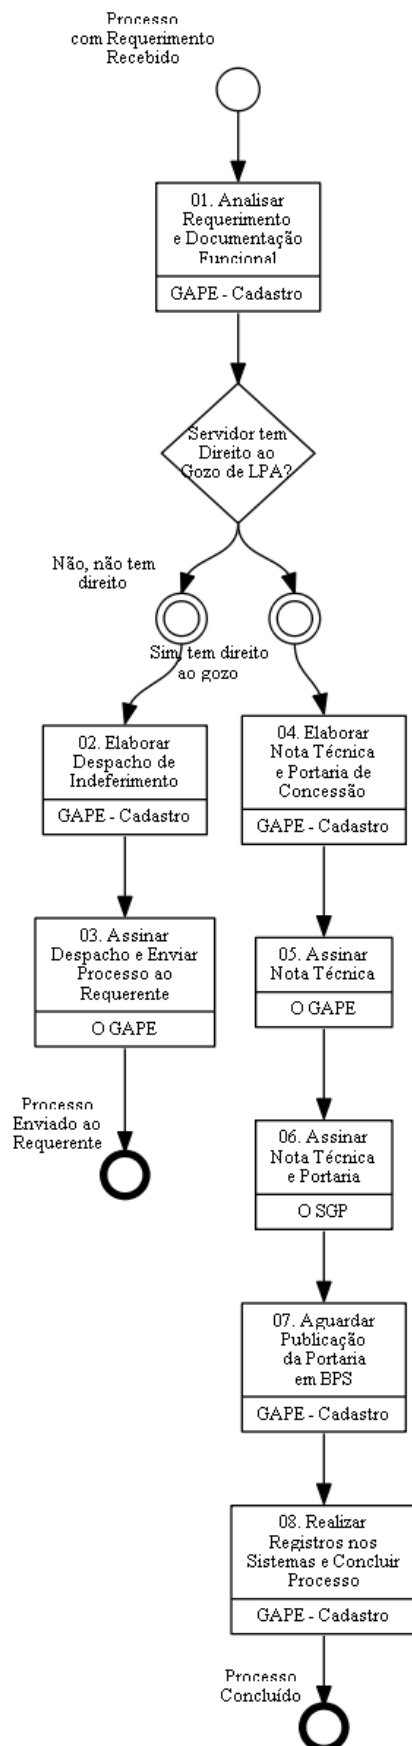 Processo
com Requerimento
Recebido
01. Analisar
Requerimento
e Documentação
Funcional
GAPE - Cadastro
Servidor tem
Direito ao
Gozo de LPA?
Não, não tem
direito
Sim, tem direito
ao gozo
02. Elaborar
Despacho de
Indeferimento
GAPE - Cadastro
03. Assinar
Despacho e Enviar
Processo ao
Requerente
O GAPE
Processo
Enviado ao
Requerente
04. Elaborar
Nota Técnica
e Portaria de
Concessão
GAPE - Cadastro
05. Assinar
Nota Técnica
O GAPE
06. Assinar
Nota Técnica
e Portaria
O SGP
07. Aguardar
Publicação
da Portaria
em BPS
GAPE - Cadastro
08. Realizar
Registros nos
Sistemas e Concluir
Processo
GAPE - Cadastro
Processo
Concluído